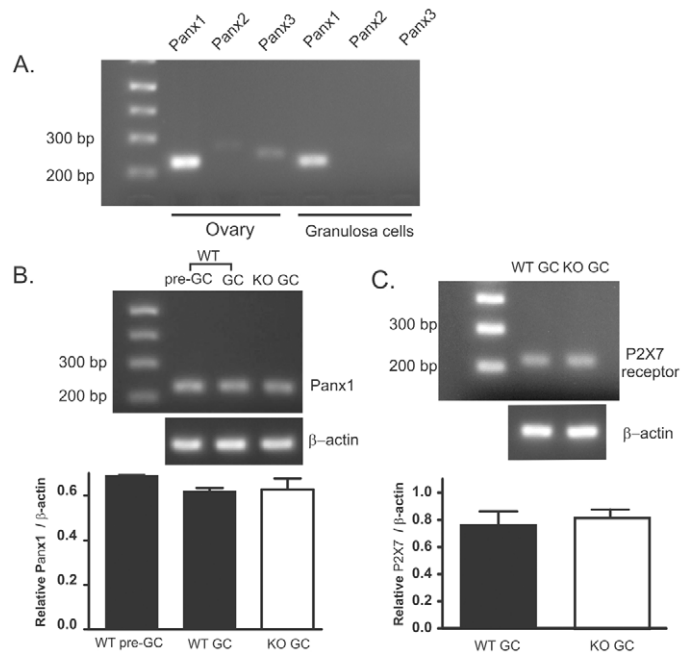 A.
Panx1 Panx2 Panx3 Panx1 Panx2 Panx3
300 bp
200 bp
Ovary Granulosa cells
B.
WT
pre-GC GC KO GC
300 bp
200 bp
Panx1
β–actin
Relative Panx1 / β-actin
0.6
0.4
0.2
0.0
WT pre-GC WT GC KO GC
C.
WT GC KO GC
300 bp
200 bp
P2X7
receptor
β–actin
Relative P2X7 / β-actin
1.0
0.8
0.6
0.4
0.2
0.0
WT GC KO GC